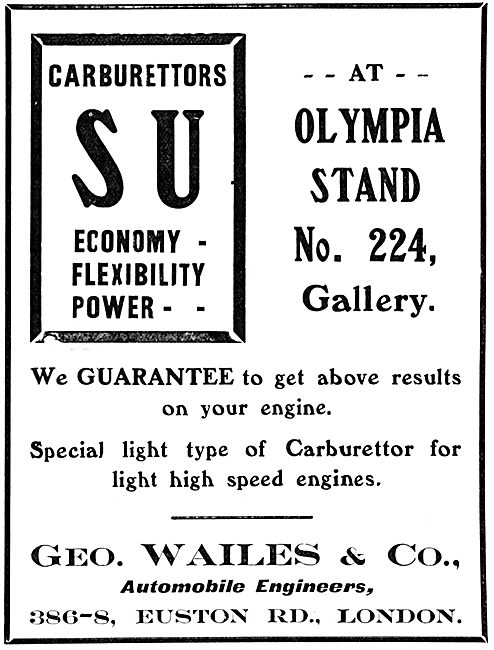 CARBURETTORS
SU
ECONOMY -
FLEXIBILITY
POWER - -
- - AT - -
OLYMPIA
STAND
No. 224,
Gallery.
We GUARANTEE to get above results
on your engine.
Special light type of Carburettor for
light high speed engines.
GEO. WAILES & CO.,
Automobile Engineers,
386-8, EUSTON RD., LONDON.